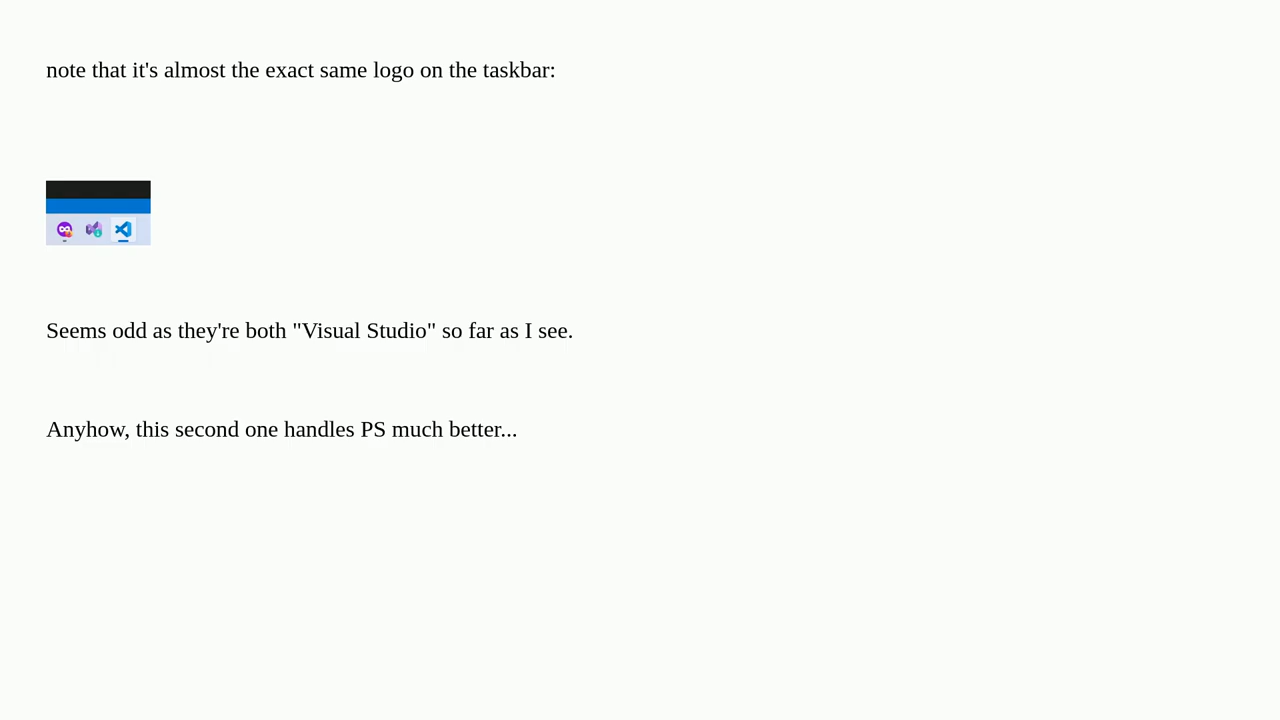 note that it's almost the exact same logo on the taskbar:
Seems odd as they're both "Visual Studio" so far as I see.
Anyhow, this second one handles PS much better...